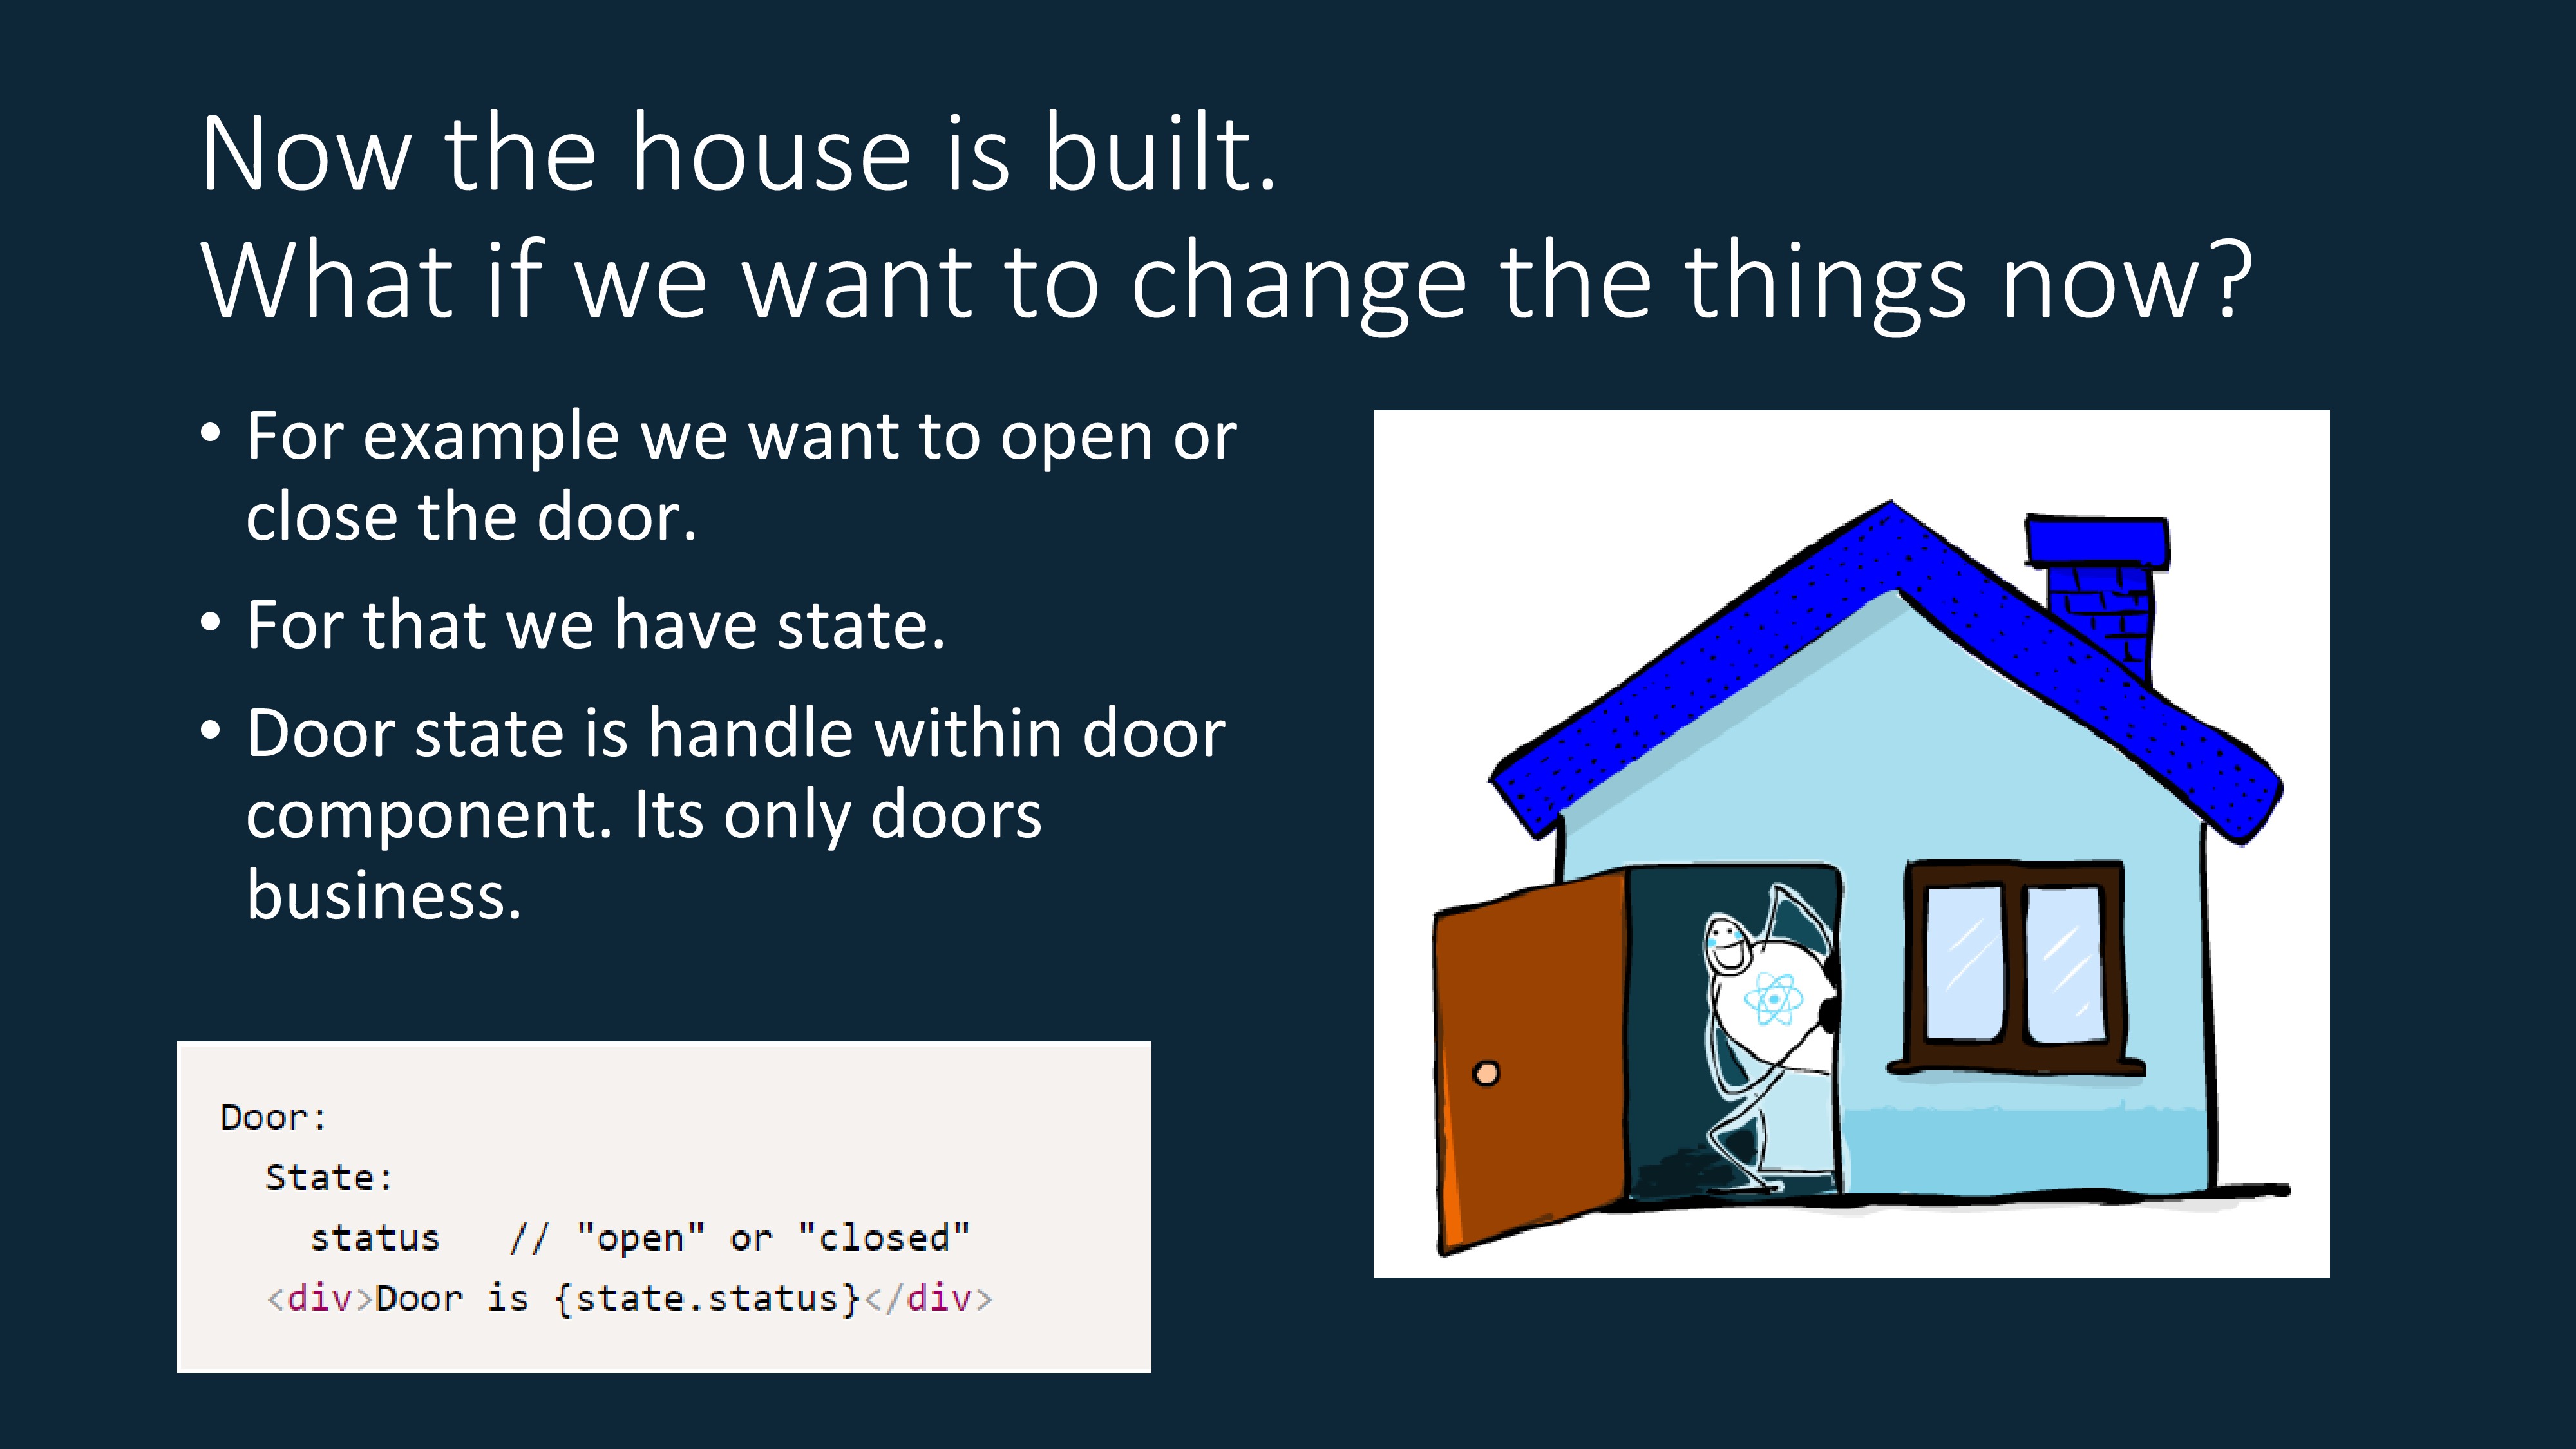 Now the house is built.
What if we want to change the things now?
• For example we want to open or
close the door.
• For that we have state.
• Door state is handle within door
component. Its only doors
business.
Door:
  State:
    status   // "open" or "closed"
  <div>Door is {state.status}</div>